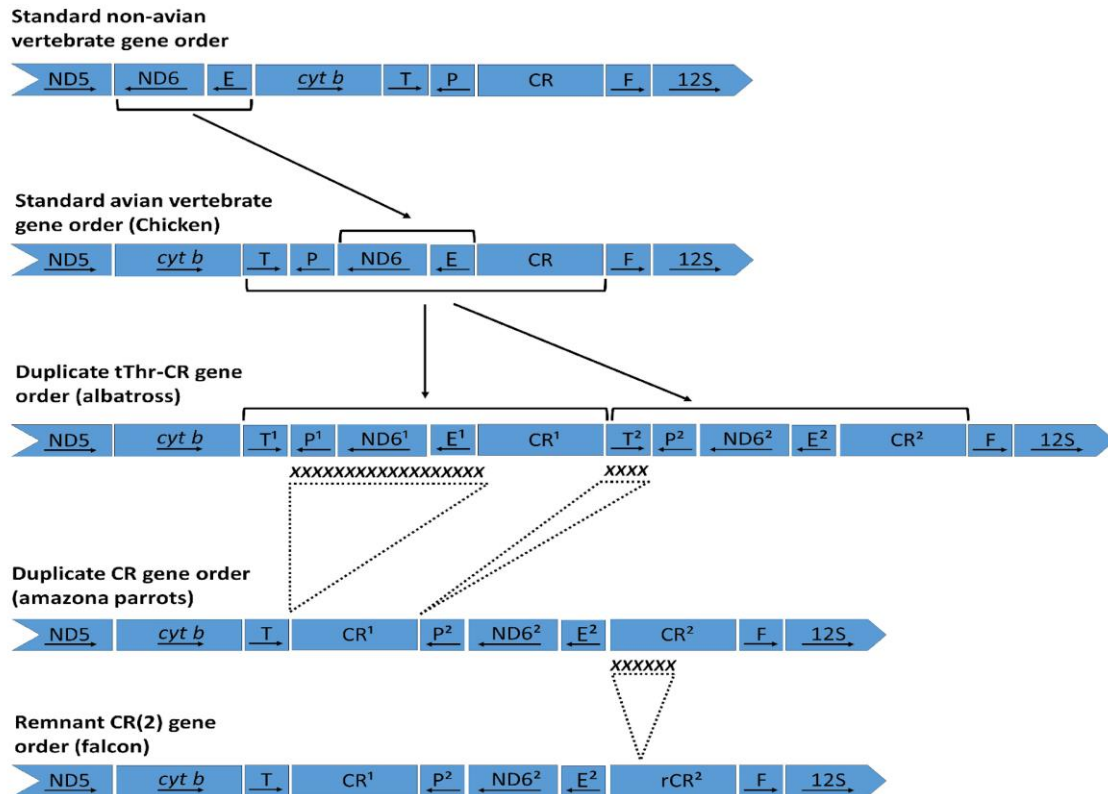 Standard non-avian
vertebrate gene order
ND5 ND6 E cyt b T P CR F 12S
Standard avian vertebrate
gene order (Chicken)
ND5 cyt b T P ND6 E CR F 12S
Duplicate tThr-CR gene
order (albatross)
ND5 cyt b T¹ P¹ ND6¹ E¹ CR¹ T² P² ND6² E² CR² F 12S
xxxxxxxxxxxxxxxxxx xxxx
Duplicate CR gene order
(amazona parrots)
ND5 cyt b T CR¹ P² ND6² E² CR² F 12S
xxxxxx
Remnant CR(2) gene
order (falcon)
ND5 cyt b T CR¹ P² ND6² E² rCR² F 12S